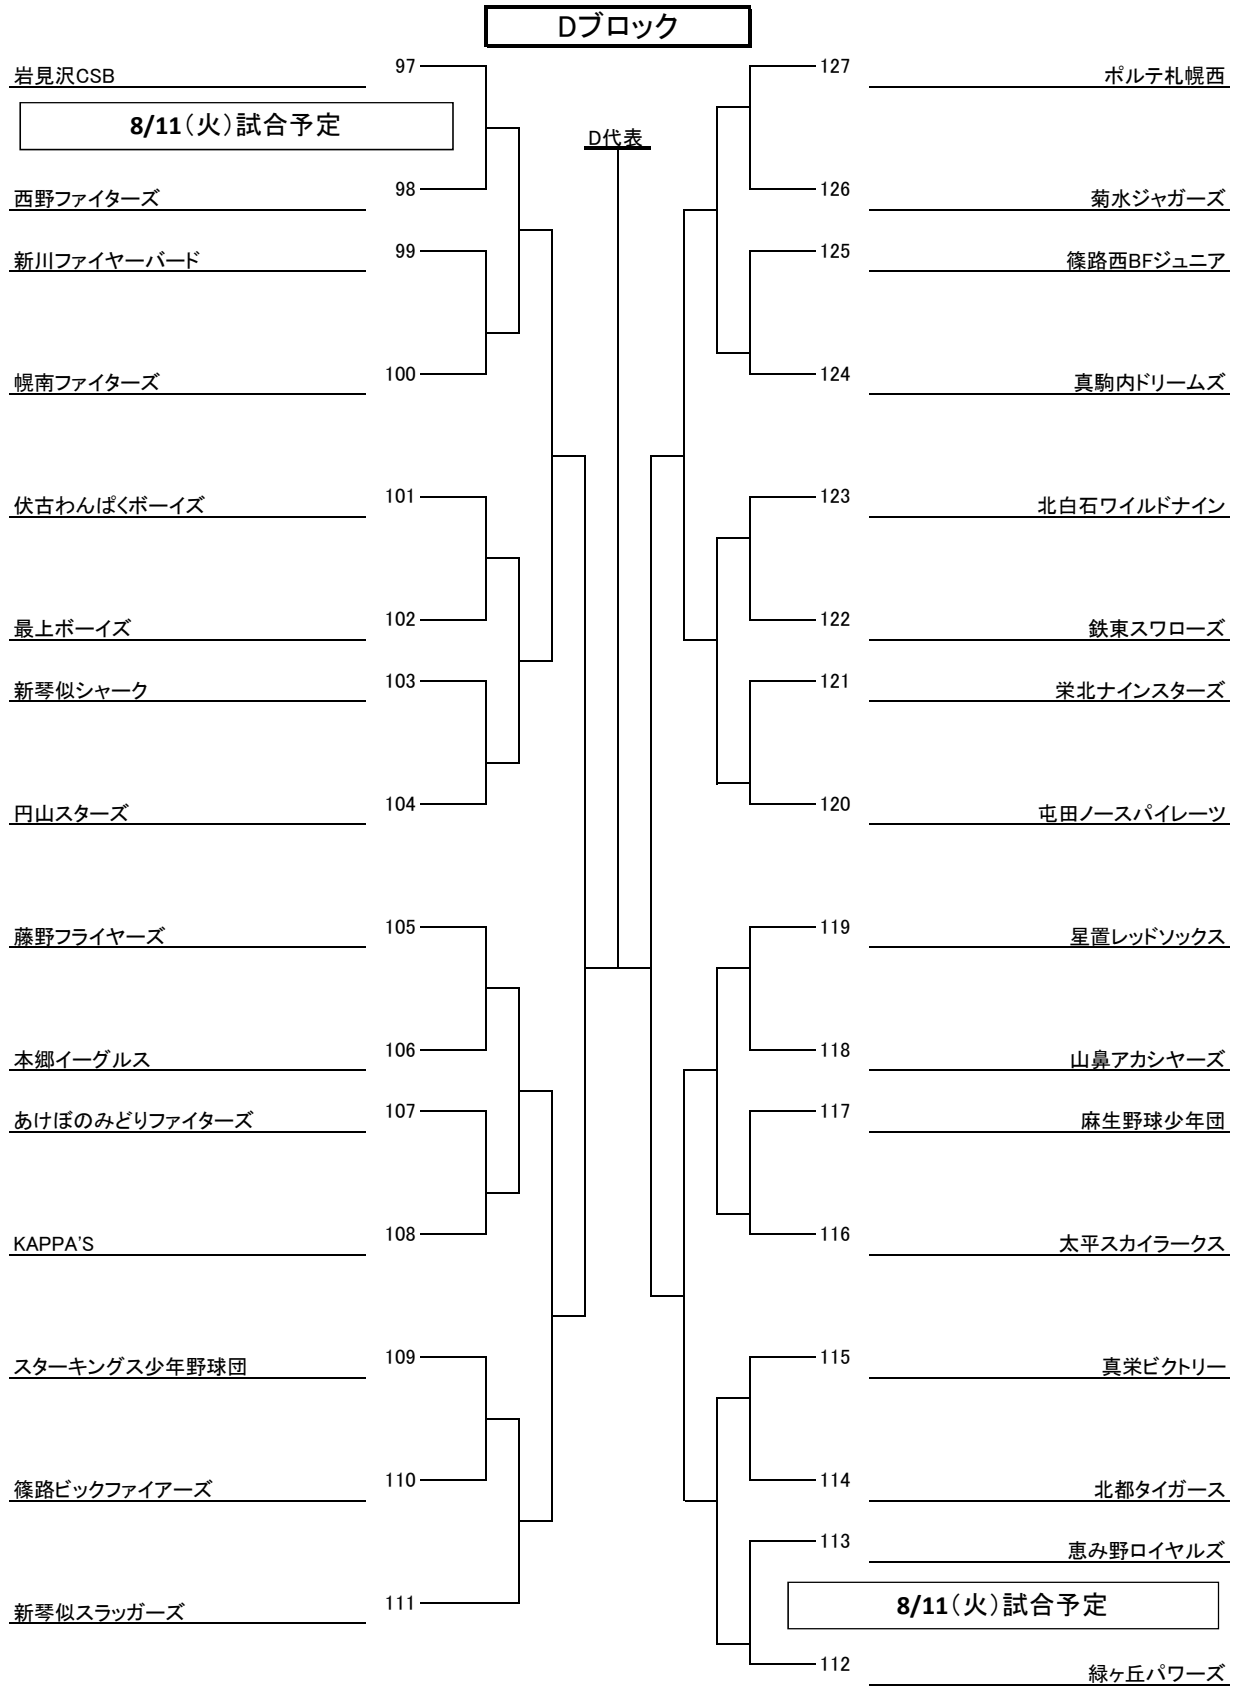 Dブロック
D代表
岩見沢CSB 97
8/11（火）試合予定
西野ファイターズ 98
新川ファイヤーバード 99
幌南ファイターズ 100
伏古わんぱくボーイズ 101
最上ボーイズ 102
新琴似シャーク 103
円山スターズ 104
藤野フライヤーズ 105
本郷イーグルス 106
あけぼのみどりファイターズ 107
KAPPA'S 108
スターキングス少年野球団 109
篠路ビックファイアーズ 110
新琴似スラッガーズ 111
127 ポルテ札幌西
126 菊水ジャガーズ
125 篠路西BFジュニア
124 真駒内ドリームズ
123 北白石ワイルドナイン
122 鉄東スワローズ
121 栄北ナインスターズ
120 屯田ノースパイレーツ
119 星置レッドソックス
118 山鼻アカシヤーズ
117 麻生野球少年団
116 太平スカイラークス
115 真栄ビクトリー
114 北都タイガース
113 恵み野ロイヤルズ
8/11（火）試合予定
112 緑ヶ丘パワーズ